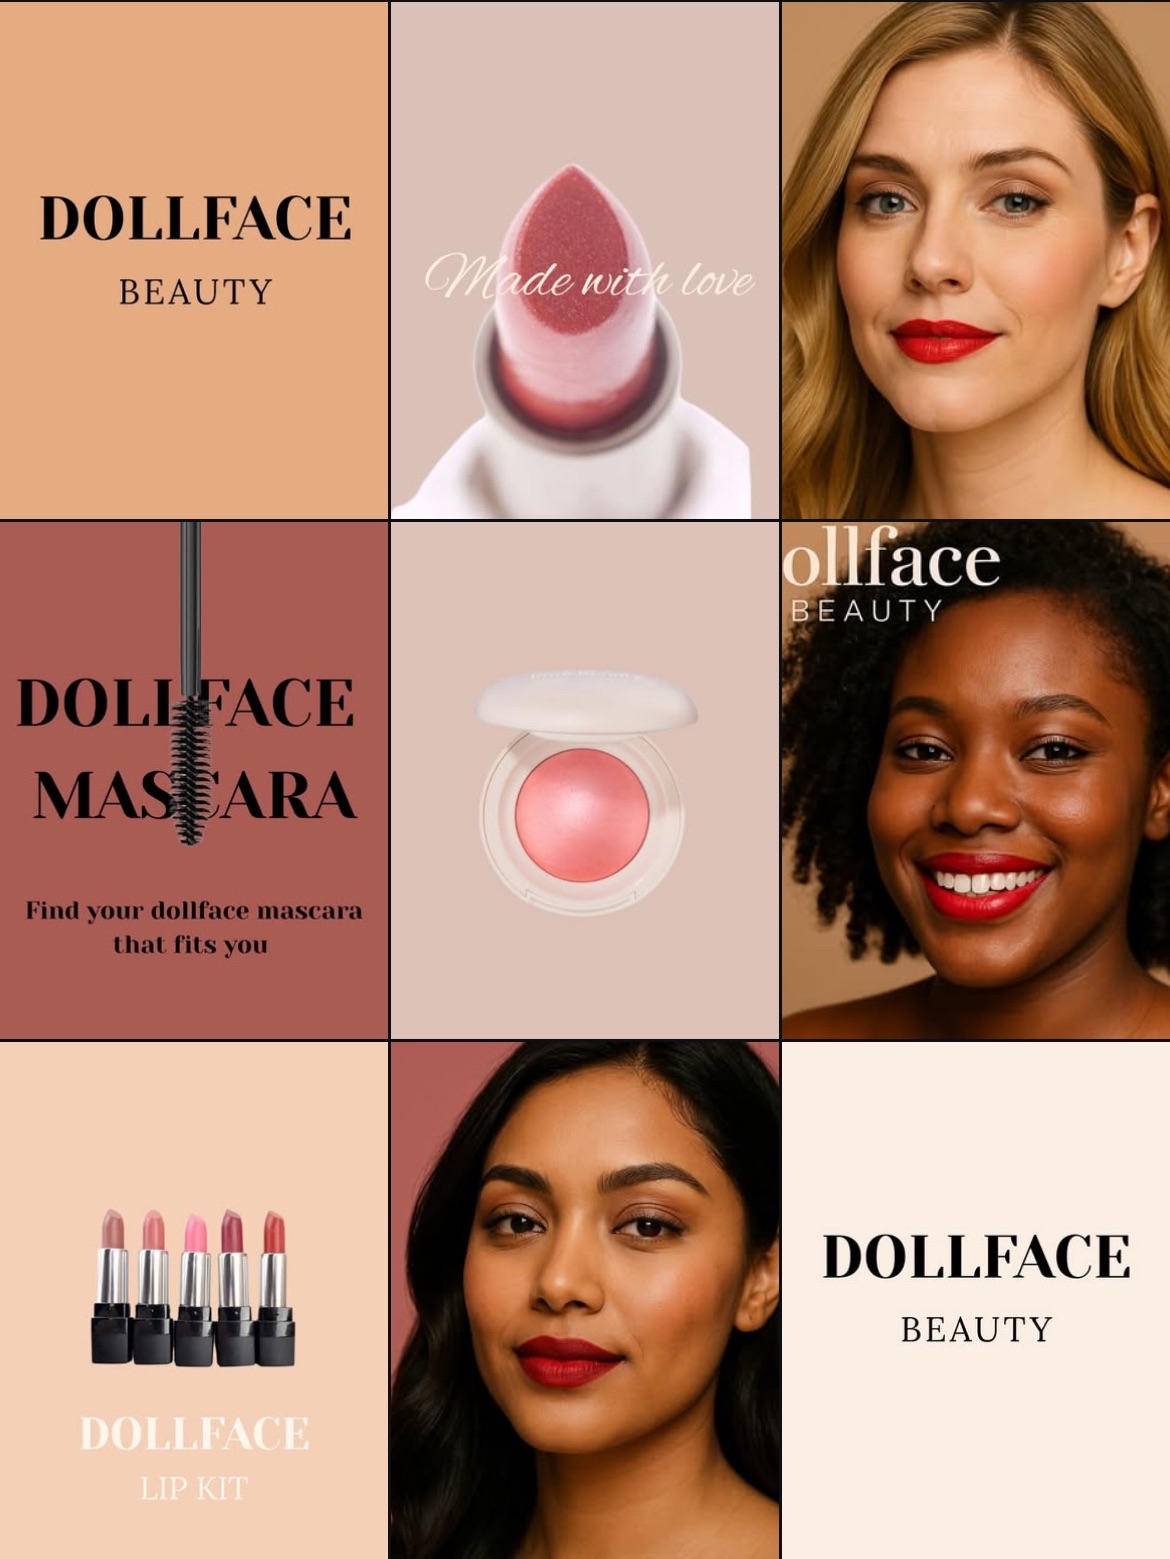 DOLLFACE
BEAUTY
Made with love
DOLLFACE
MASCARA
Find your dollface mascara
that fits you
ollface
BEAUTY
DOLLFACE
LIP KIT
DOLLFACE
BEAUTY